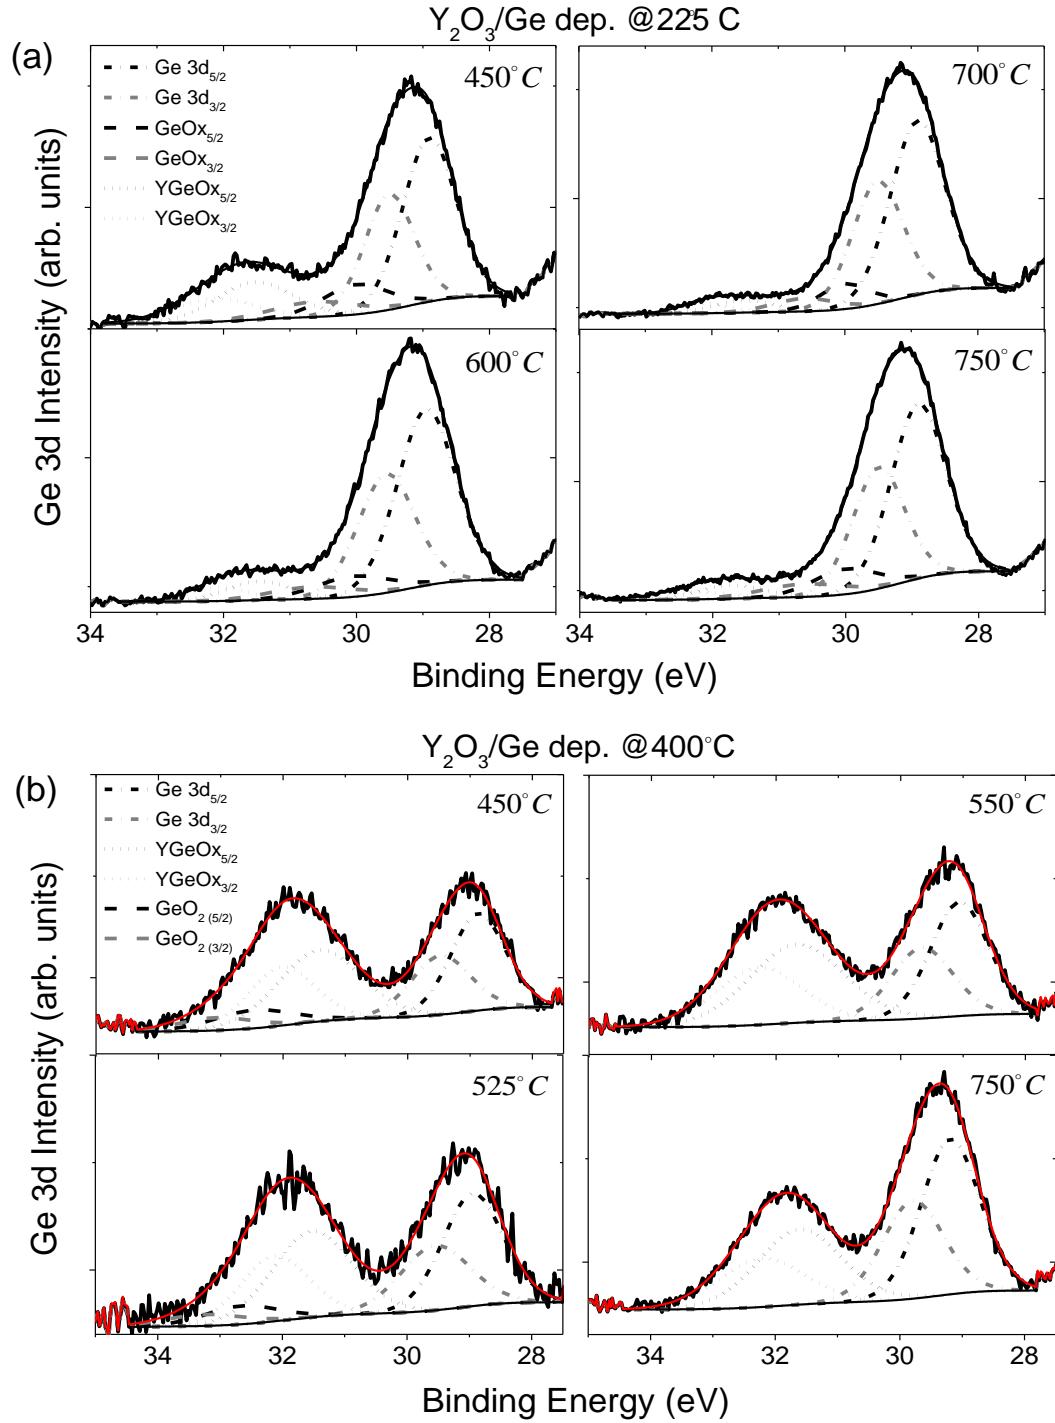 Y2O3/Ge dep. @225°C
(a)
Ge 3d5/2
Ge 3d3/2
GeOx5/2
GeOx3/2
YGeOx5/2
YGeOx3/2
450°C
700°C
600°C
750°C
Ge 3d Intensity (arb. units)
34 32 30 28 34 32 30 28
Binding Energy (eV)
Y2O3/Ge dep. @400°C
(b)
Ge 3d5/2
Ge 3d3/2
YGeOx5/2
YGeOx3/2
GeO2 (5/2)
GeO2 (3/2)
450°C
550°C
525°C
750°C
Ge 3d Intensity (arb. units)
34 32 30 28 34 32 30 28
Binding Energy (eV)